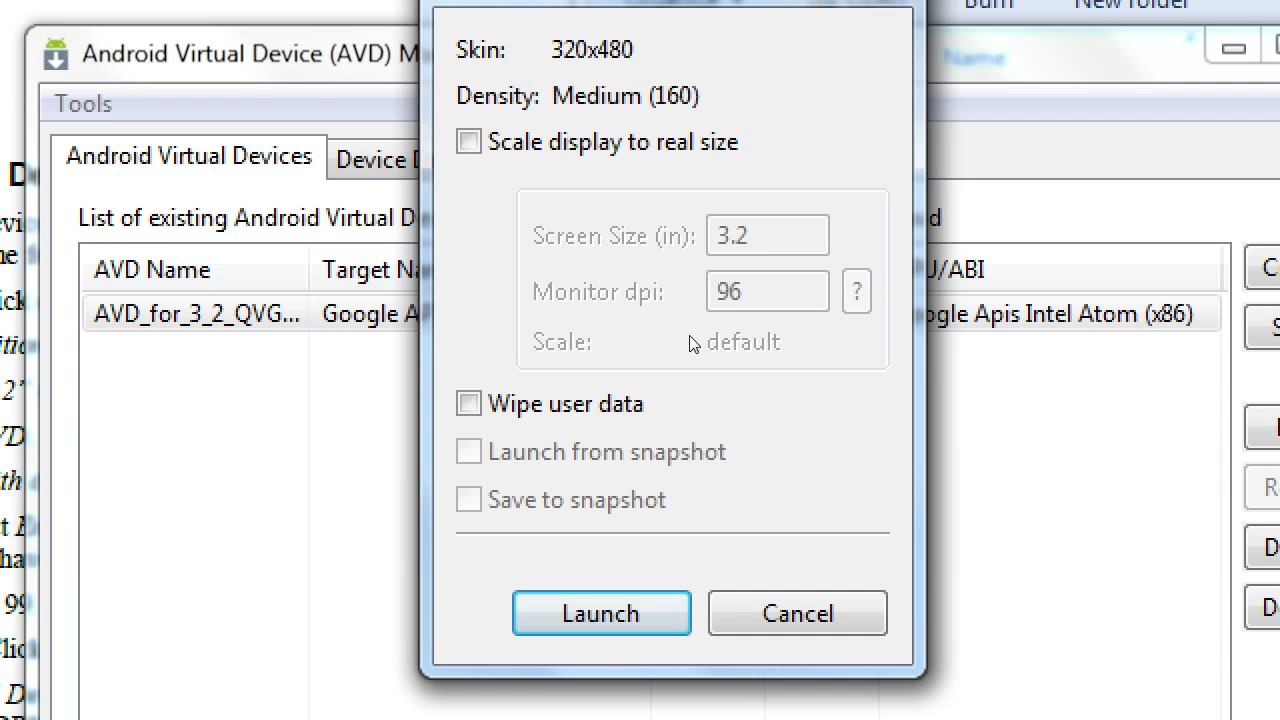 Burn New folder
Android Virtual Device (AVD) M
Name
Tools
Android Virtual Devices
Device D
List of existing Android Virtual De
d
AVD Name
Target Na
U/ABI
AVD_for_3_2_QVG...
Google A
ogle Apis Intel Atom (x86)
Skin: 320x480
Density: Medium (160)
Scale display to real size
Screen Size (in): 3.2
Monitor dpi: 96 ?
Scale: default
Wipe user data
Launch from snapshot
Save to snapshot
Launch Cancel